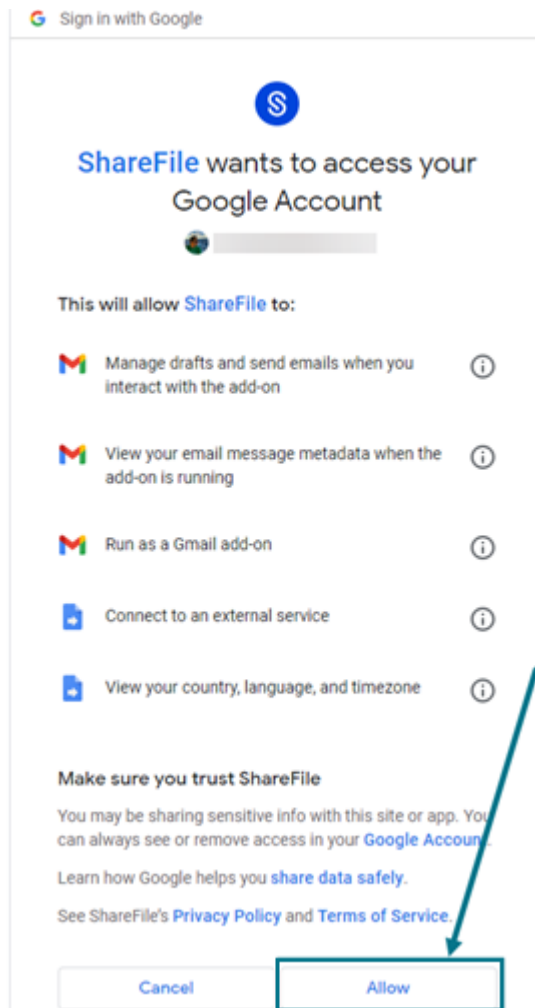 Sign in with Google
ShareFile wants to access your
Google Account
This will allow ShareFile to:
Manage drafts and send emails when you
interact with the add-on
View your email message metadata when the
add-on is running
Run as a Gmail add-on
Connect to an external service
View your country, language, and timezone
Make sure you trust ShareFile
You may be sharing sensitive info with this site or app. You
can always see or remove access in your Google Account.
Learn how Google helps you share data safely.
See ShareFile's Privacy Policy and Terms of Service.
Cancel Allow